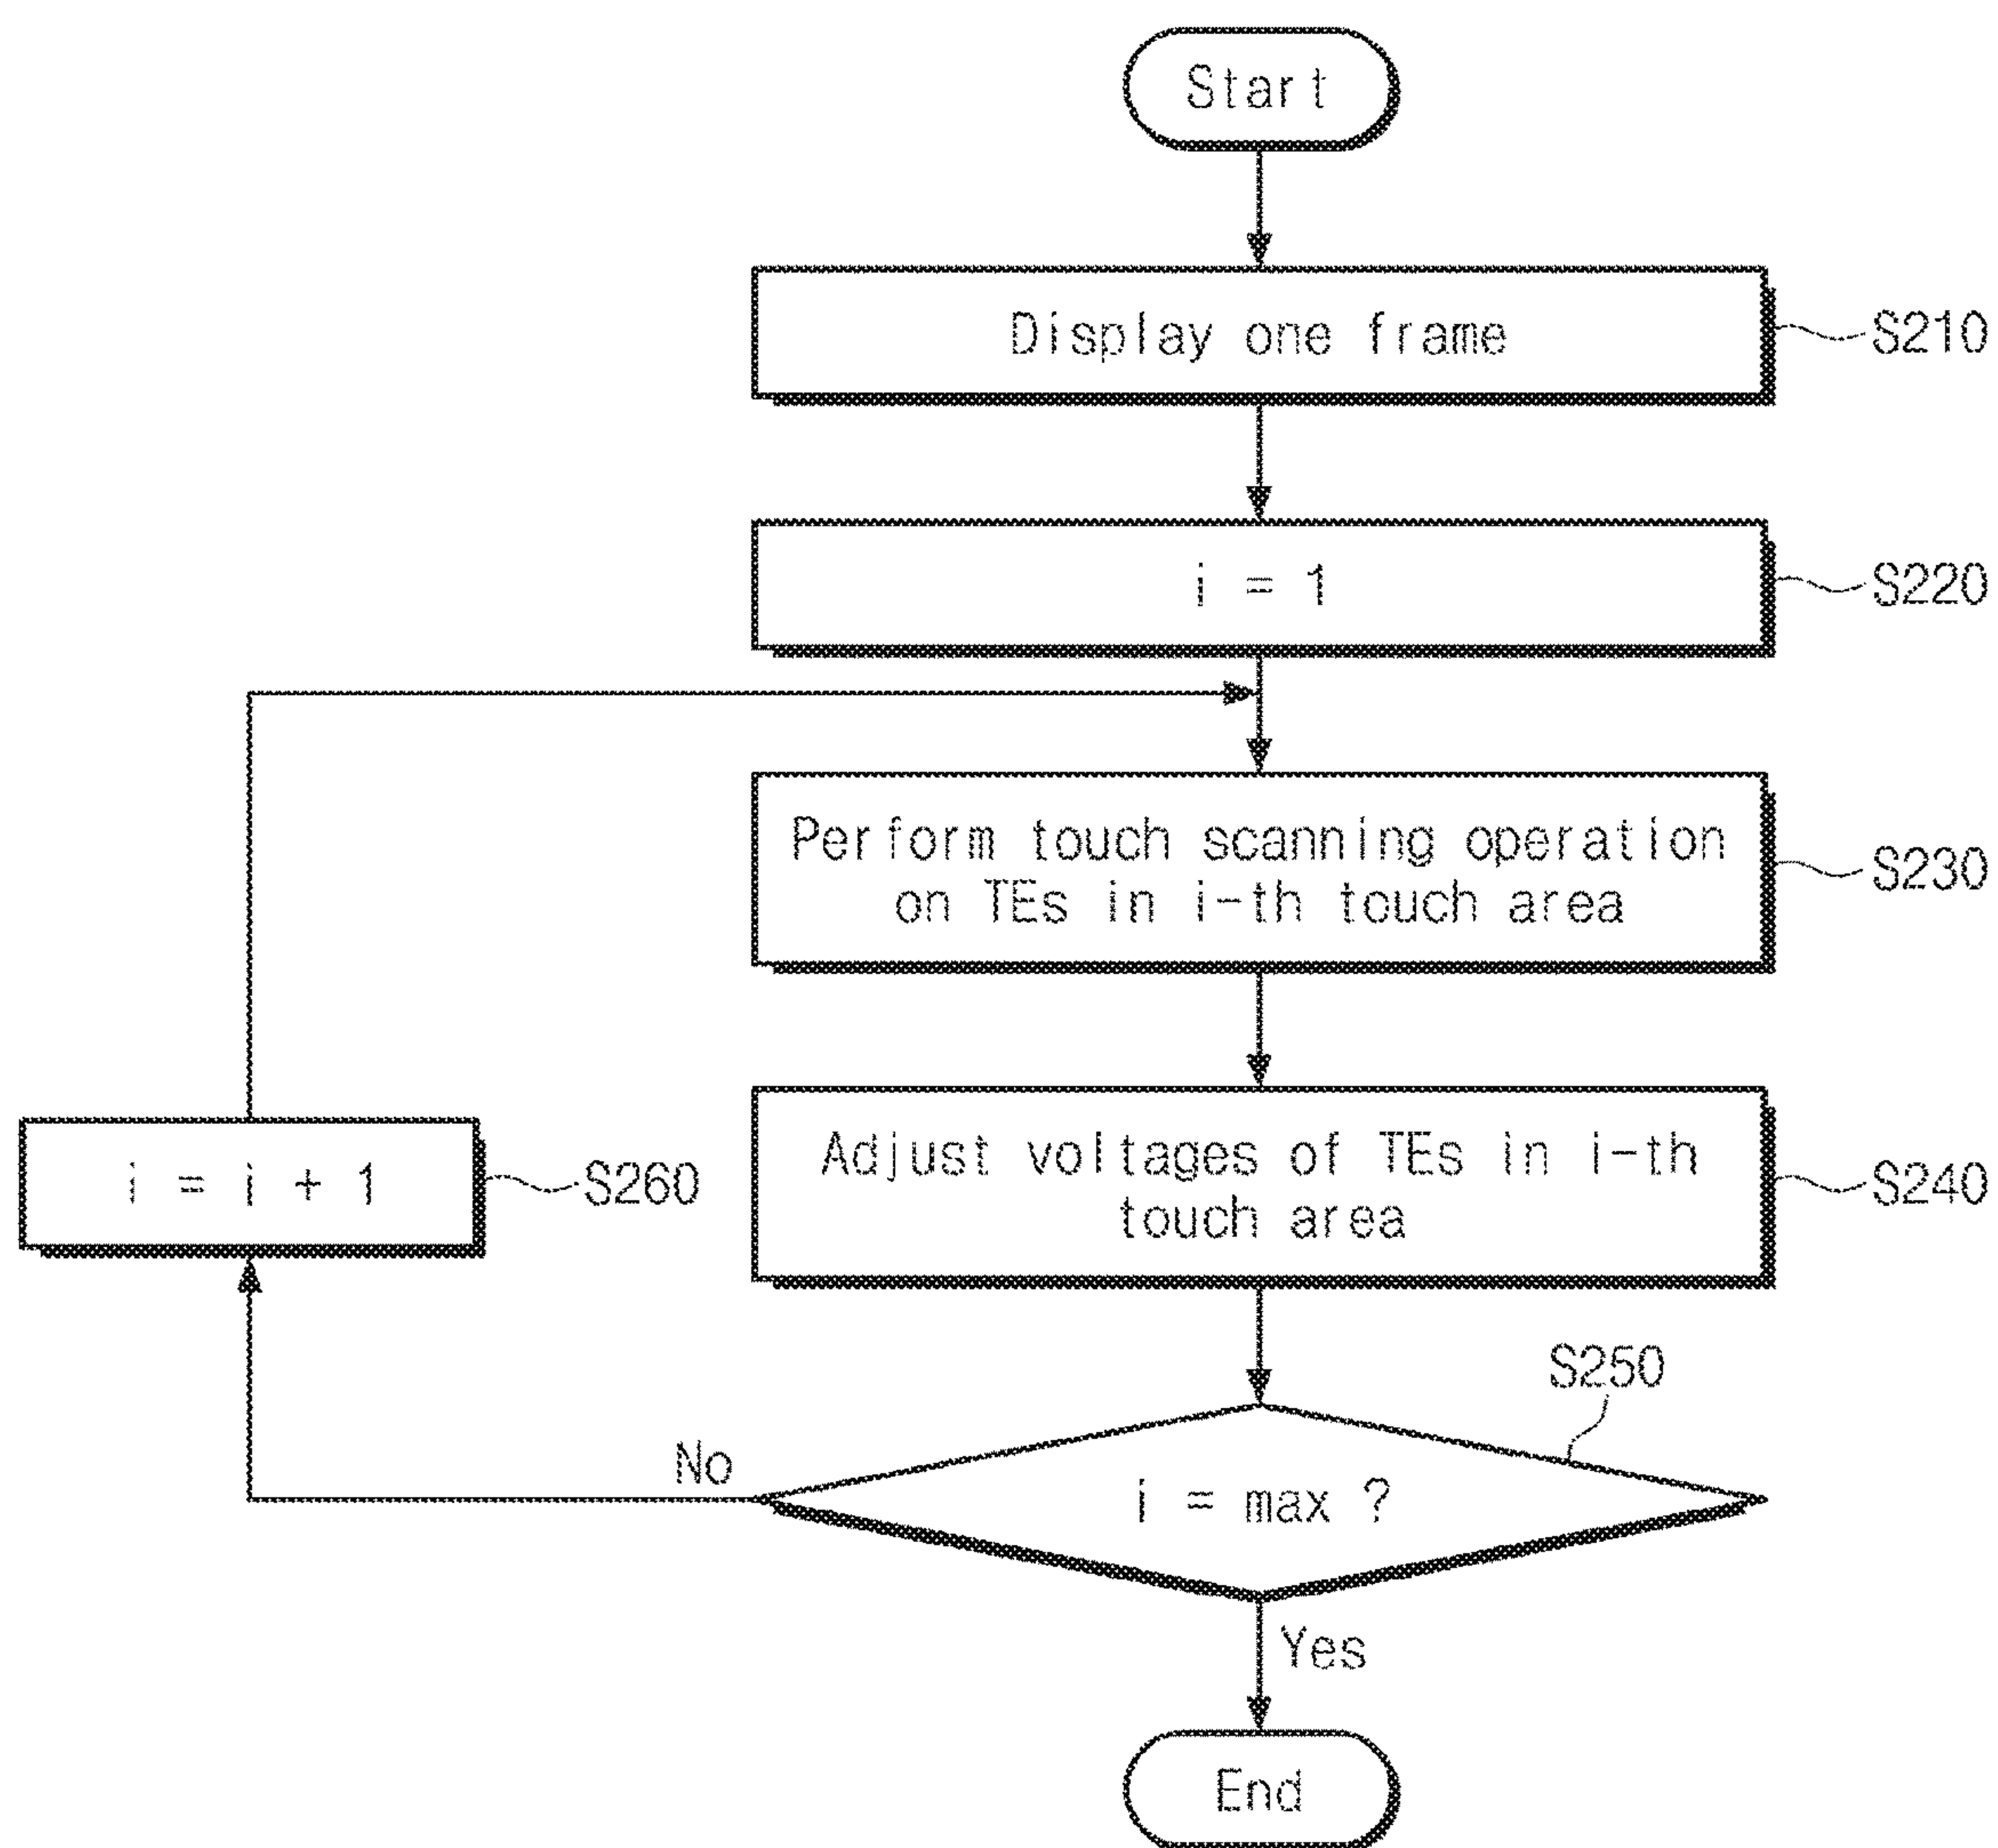 Start
Display one frame
S210
i = 1
S220
Perform touch scanning operation
on TEs in i-th touch area
S230
Adjust voltages of TEs in i-th
touch area
S240
i = i + 1
S260
S250
i = max ?
No
Yes
End